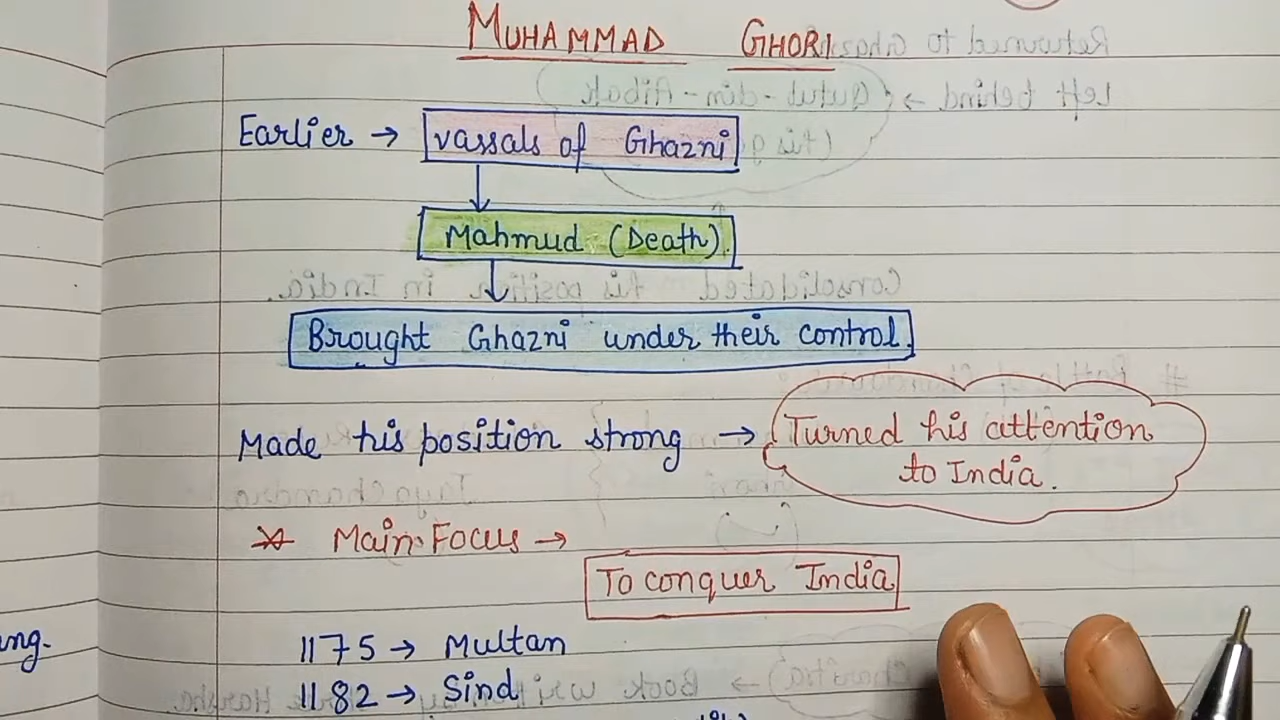 MUHAMMAD GHORI
Earlier → vassals of Ghazni
Mahmud (Death).
Brought Ghazni under their control.
Made his position strong → Turned his attention
to India.
Main Focus →
To conquer India
ng.
1175 → Multan
1182 → Sind